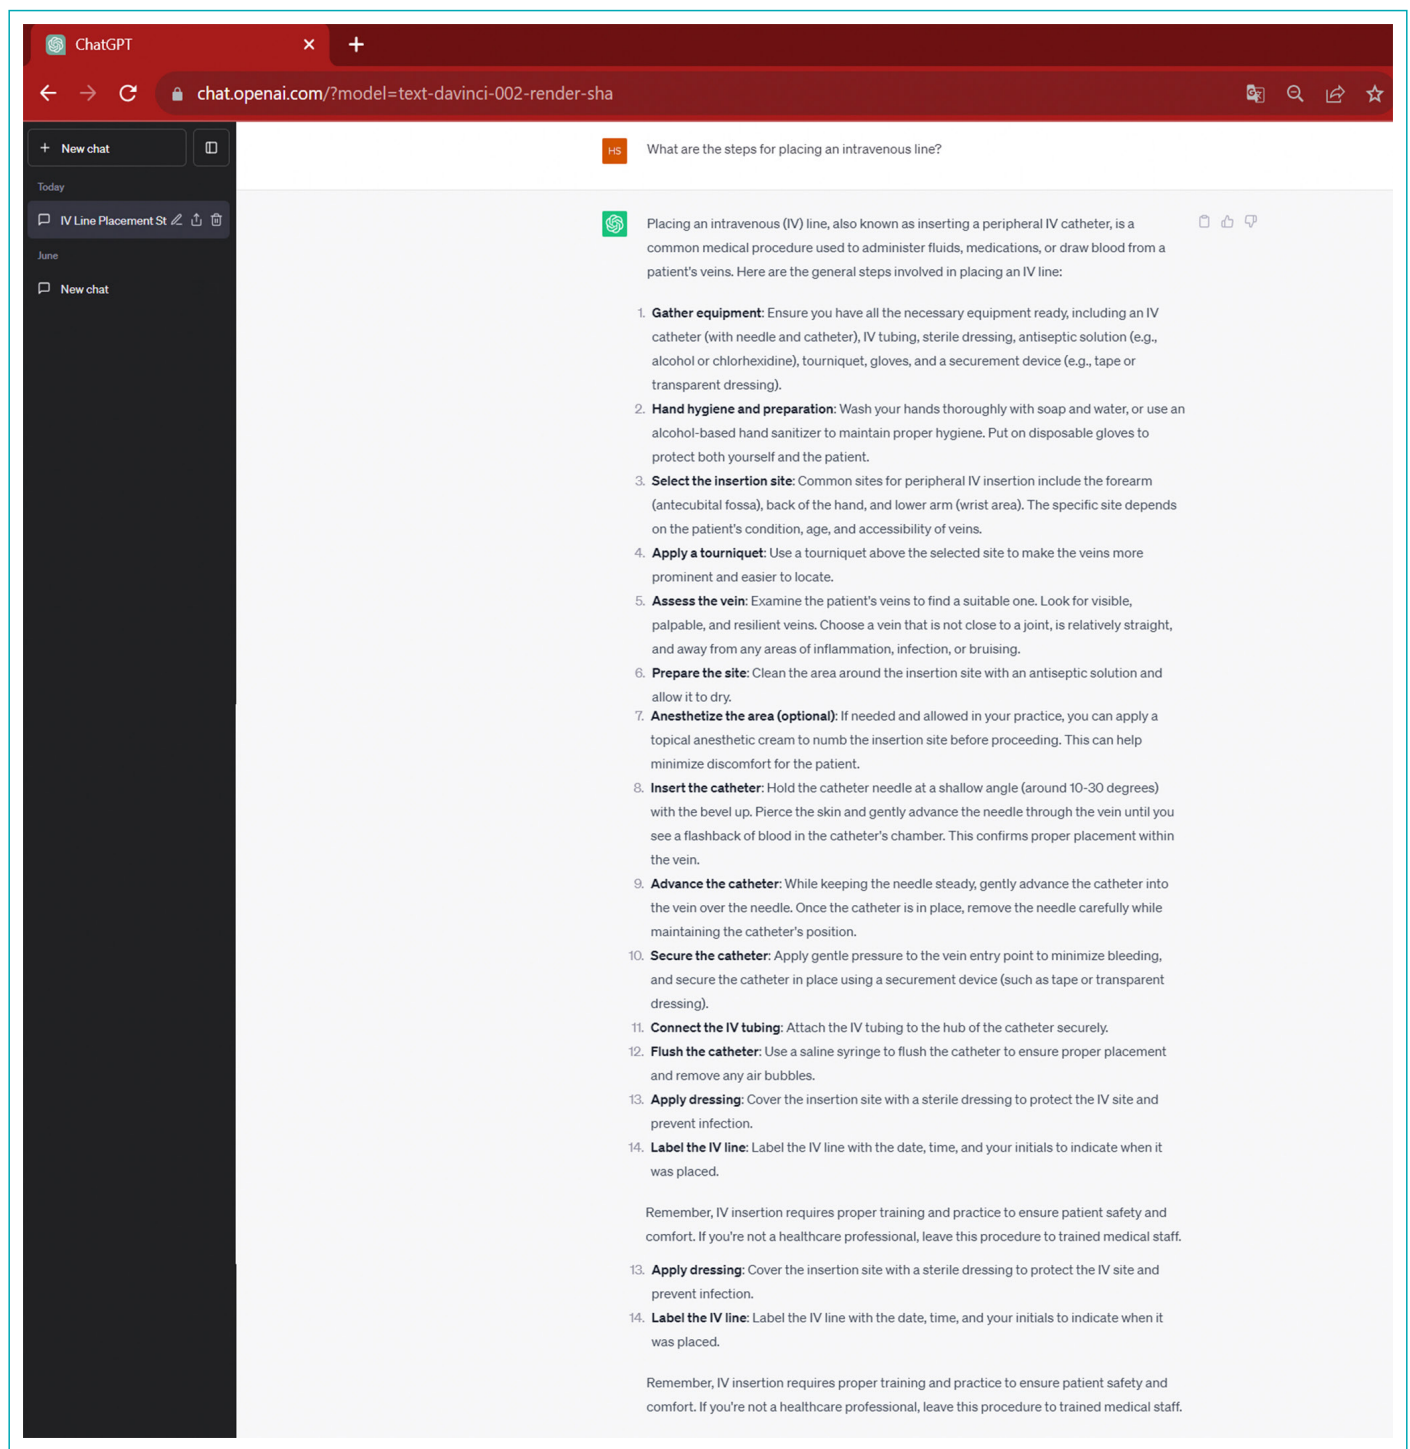 ChatGPT
chat.openai.com/?model=text-davinci-002-render-sha
New chat
Today
IV Line Placement St
June
New chat
HS
What are the steps for placing an intravenous line?
Placing an intravenous (IV) line, also known as inserting a peripheral IV catheter, is a
common medical procedure used to administer fluids, medications, or draw blood from a
patient's veins. Here are the general steps involved in placing an IV line:
1. Gather equipment: Ensure you have all the necessary equipment ready, including an IV
catheter (with needle and catheter), IV tubing, sterile dressing, antiseptic solution (e.g.,
alcohol or chlorhexidine), tourniquet, gloves, and a securement device (e.g., tape or
transparent dressing).
2. Hand hygiene and preparation: Wash your hands thoroughly with soap and water, or use an
alcohol-based hand sanitizer to maintain proper hygiene. Put on disposable gloves to
protect both yourself and the patient.
3. Select the insertion site: Common sites for peripheral IV insertion include the forearm
(antecubital fossa), back of the hand, and lower arm (wrist area). The specific site depends
on the patient's condition, age, and accessibility of veins.
4. Apply a tourniquet: Use a tourniquet above the selected site to make the veins more
prominent and easier to locate.
5. Assess the vein: Examine the patient's veins to find a suitable one. Look for visible,
palpable, and resilient veins. Choose a vein that is not close to a joint, is relatively straight,
and away from any areas of inflammation, infection, or bruising.
6. Prepare the site: Clean the area around the insertion site with an antiseptic solution and
allow it to dry.
7. Anesthetize the area (optional): If needed and allowed in your practice, you can apply a
topical anesthetic cream to numb the insertion site before proceeding. This can help
minimize discomfort for the patient.
8. Insert the catheter: Hold the catheter needle at a shallow angle (around 10-30 degrees)
with the bevel up. Pierce the skin and gently advance the needle through the vein until you
see a flashback of blood in the catheter's chamber. This confirms proper placement within
the vein.
9. Advance the catheter: While keeping the needle steady, gently advance the catheter into
the vein over the needle. Once the catheter is in place, remove the needle carefully while
maintaining the catheter's position.
10. Secure the catheter: Apply gentle pressure to the vein entry point to minimize bleeding,
and secure the catheter in place using a securement device (such as tape or transparent
dressing).
11. Connect the IV tubing: Attach the IV tubing to the hub of the catheter securely.
12. Flush the catheter: Use a saline syringe to flush the catheter to ensure proper placement
and remove any air bubbles.
13. Apply dressing: Cover the insertion site with a sterile dressing to protect the IV site and
prevent infection.
14. Label the IV line: Label the IV line with the date, time, and your initials to indicate when it
was placed.
Remember, IV insertion requires proper training and practice to ensure patient safety and
comfort. If you're not a healthcare professional, leave this procedure to trained medical staff.
13. Apply dressing: Cover the insertion site with a sterile dressing to protect the IV site and
prevent infection.
14. Label the IV line: Label the IV line with the date, time, and your initials to indicate when it
was placed.
Remember, IV insertion requires proper training and practice to ensure patient safety and
comfort. If you're not a healthcare professional, leave this procedure to trained medical staff.